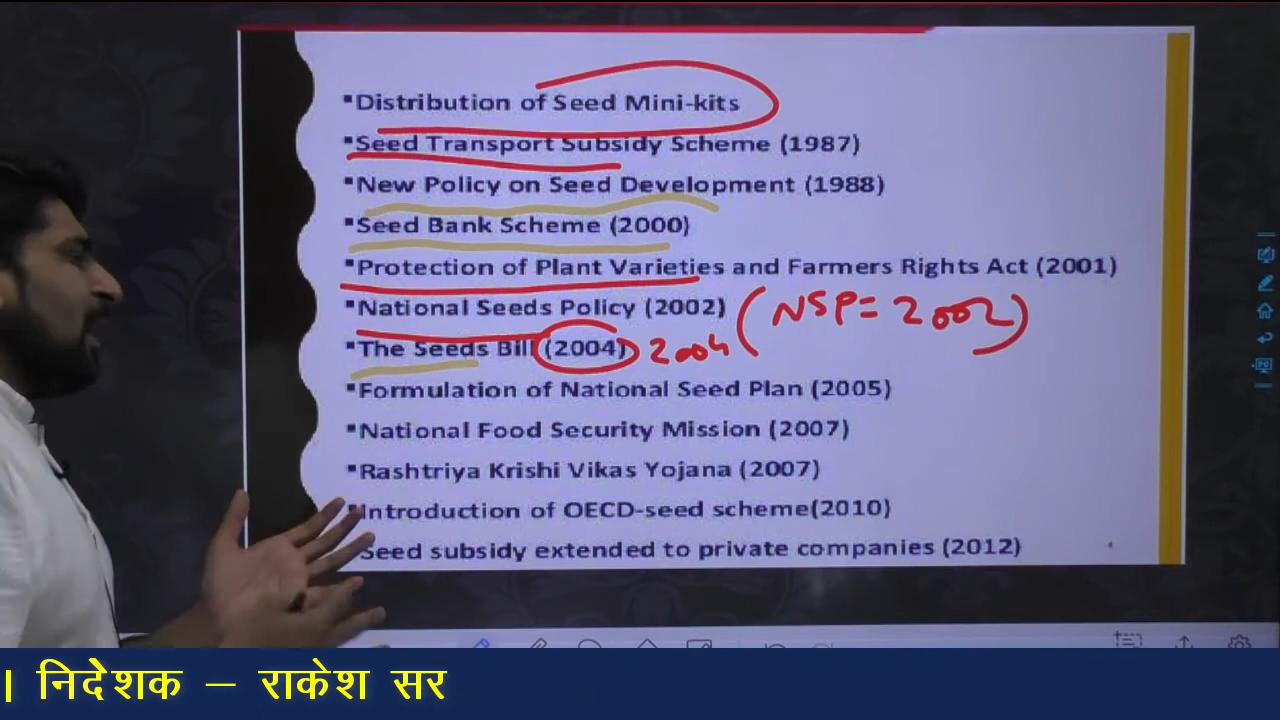 ▪Distribution of Seed Mini-kits
▪Seed Transport Subsidy Scheme (1987)
▪New Policy on Seed Development (1988)
▪Seed Bank Scheme (2000)
▪Protection of Plant Varieties and Farmers Rights Act (2001)
▪National Seeds Policy (2002) (NSP = 2002)
▪The Seeds Bill (2004) 2004
▪Formulation of National Seed Plan (2005)
▪National Food Security Mission (2007)
▪Rashtriya Krishi Vikas Yojana (2007)
▪Introduction of OECD-seed scheme(2010)
Seed subsidy extended to private companies (2012)
। निदेशक – राकेश सर